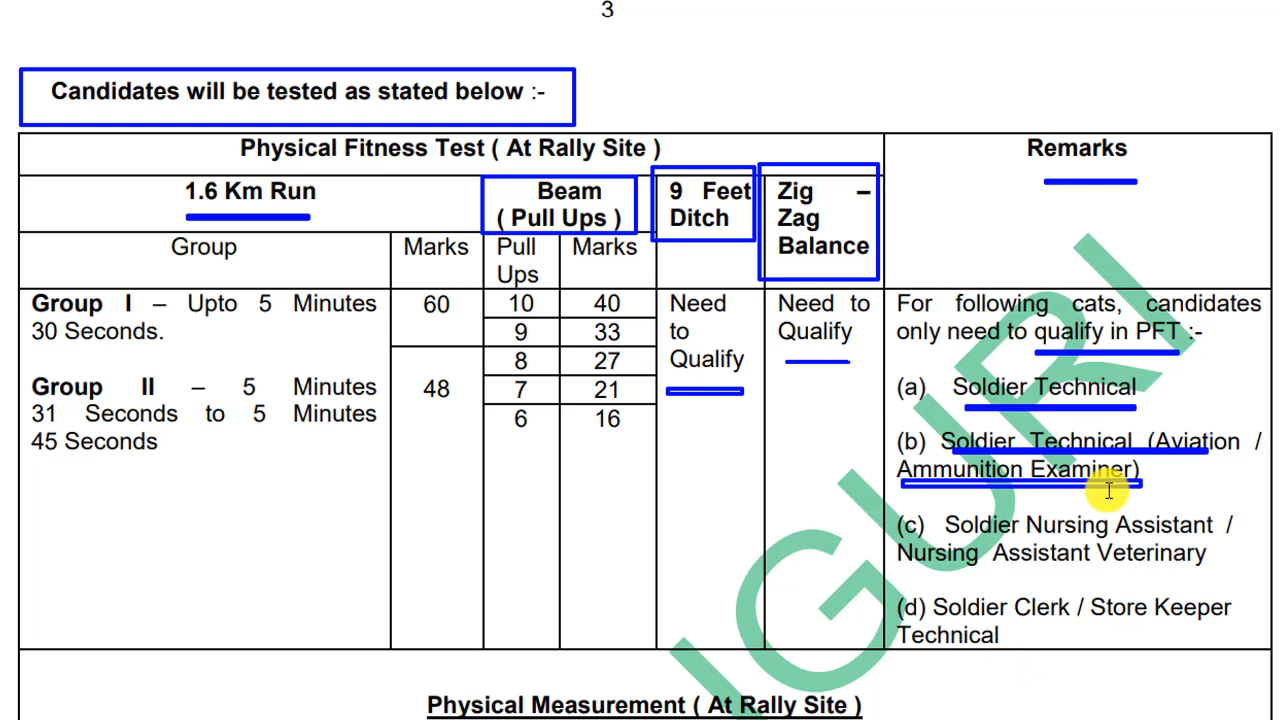 3
Candidates will be tested as stated below :-
Physical Fitness Test ( At Rally Site )
Remarks
1.6 Km Run
Beam
( Pull Ups )
9 Feet
Ditch
Zig –
Zag
Balance
Group
Marks
Pull
Ups
Marks
Group I – Upto 5 Minutes
30 Seconds.
60
Group II – 5 Minutes
31 Seconds to 5 Minutes
45 Seconds
48
10 40
9 33
8 27
7 21
6 16
Need
to
Qualify
Need to
Qualify
For following cats, candidates
only need to qualify in PFT :-
(a) Soldier Technical
(b) Soldier Technical (Aviation /
Ammunition Examiner)
(c) Soldier Nursing Assistant /
Nursing Assistant Veterinary
(d) Soldier Clerk / Store Keeper
Technical
IGURI
Physical Measurement ( At Rally Site )